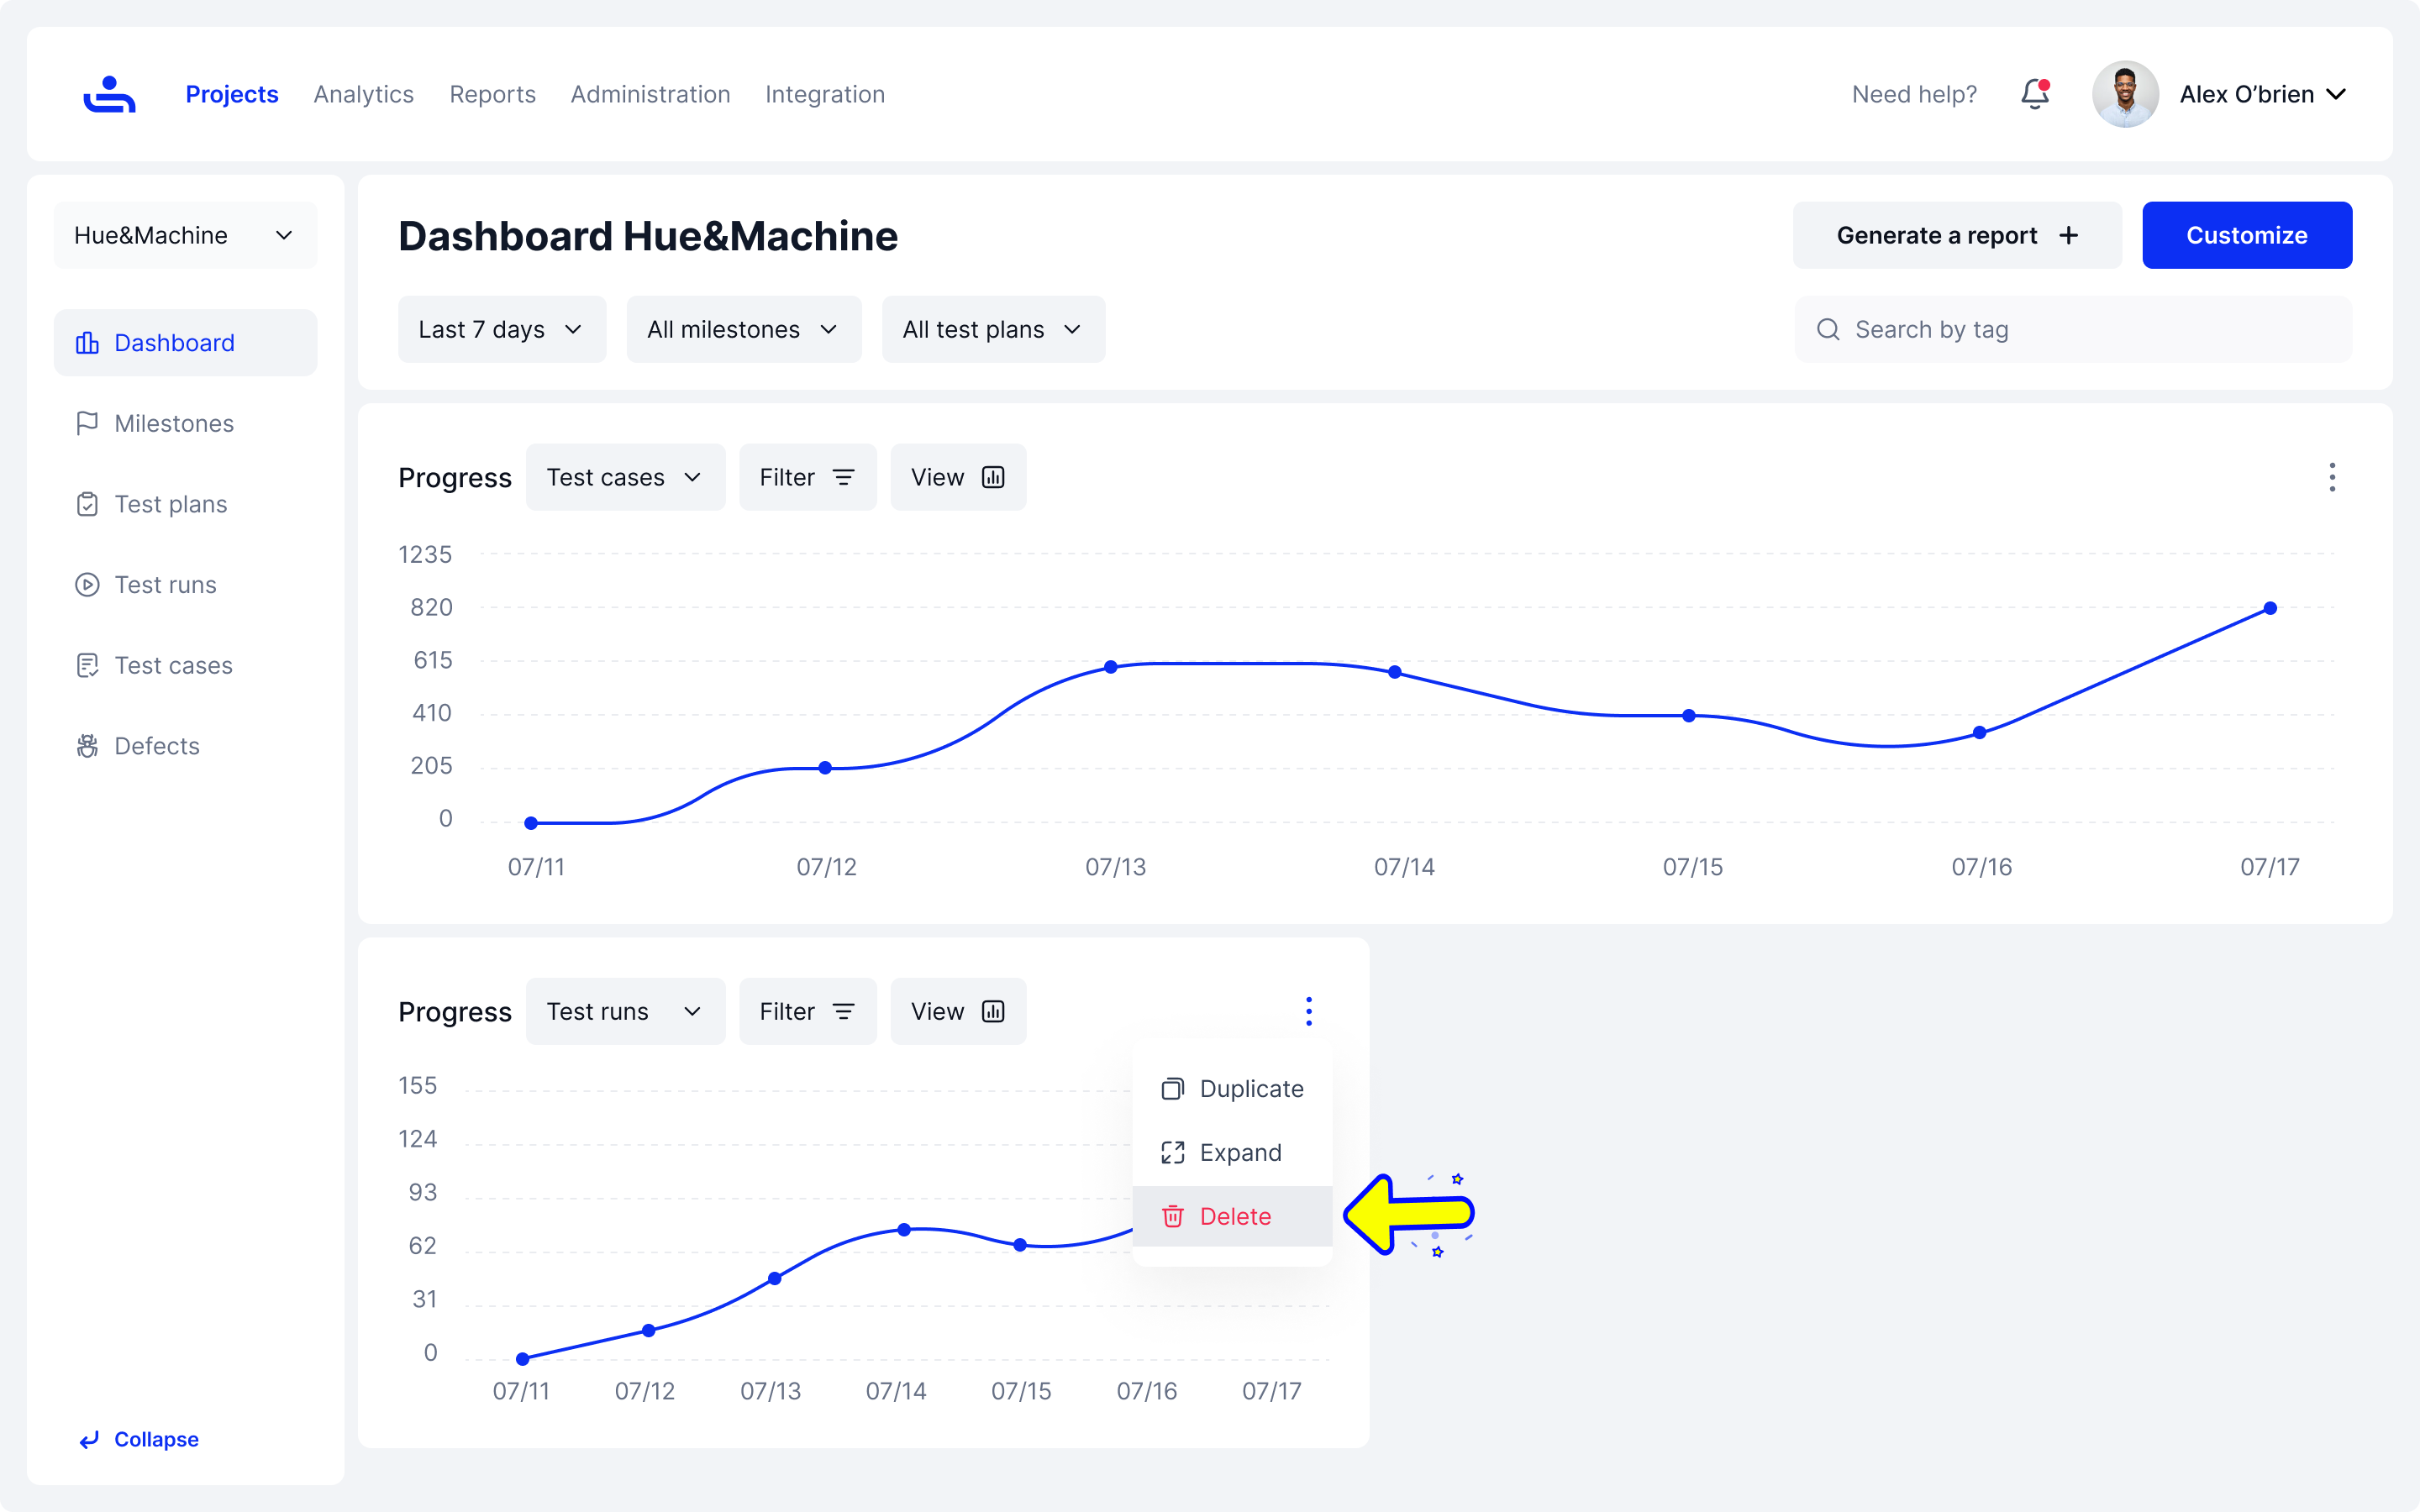 Projects Analytics Reports Administration Integration Need help? Alex O’brien
Hue&Machine
Dashboard
Milestones
Test plans
Test runs
Test cases
Defects
Collapse
Dashboard Hue&Machine
Generate a report
Customize
Last 7 days All milestones All test plans
Search by tag
Progress Test cases Filter View
1235
820
615
410
205
0
07/11 07/12 07/13 07/14 07/15 07/16 07/17
Progress Test runs Filter View
Duplicate
Expand
Delete
155
124
93
62
31
0
07/11 07/12 07/13 07/14 07/15 07/16 07/17